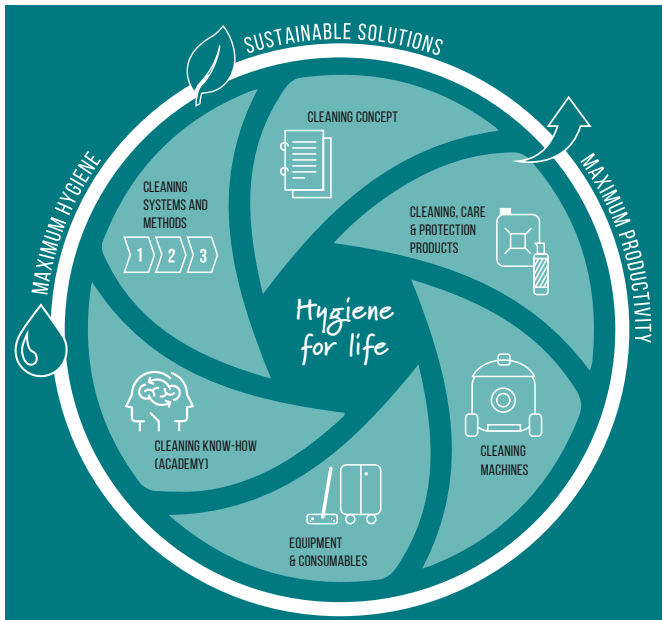 SUSTAINABLE SOLUTIONS
MAXIMUM HYGIENE
MAXIMUM PRODUCTIVITY
CLEANING CONCEPT
CLEANING, CARE
& PROTECTION
PRODUCTS
CLEANING
SYSTEMS AND
METHODS
1 2 3
Hygiene
for life
CLEANING
MACHINES
CLEANING KNOW-HOW
(ACADEMY)
EQUIPMENT
& CONSUMABLES